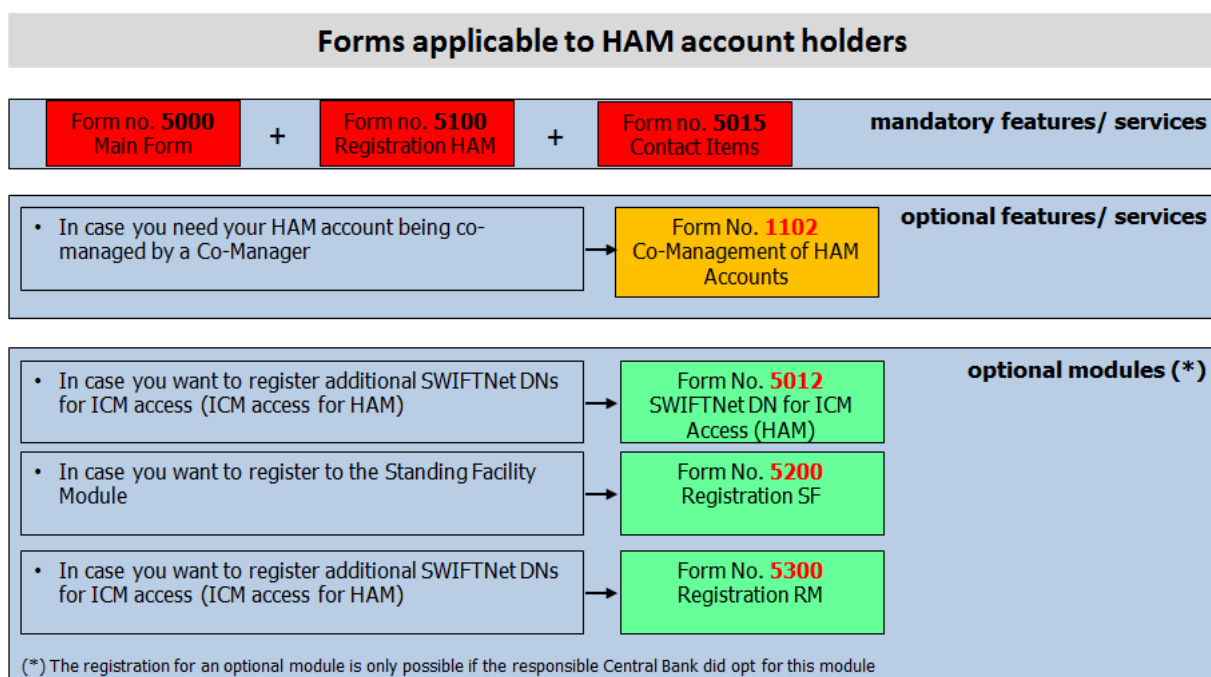 Forms applicable to HAM account holders
Form no. 5000
Main Form
+
Form no. 5100
Registration HAM
+
Form no. 5015
Contact Items
mandatory features/ services
• In case you need your HAM account being co-
managed by a Co-Manager
Form No. 1102
Co-Management of HAM
Accounts
optional features/ services
optional modules (*)
• In case you want to register additional SWIFTNet DNs
for ICM access (ICM access for HAM)
Form No. 5012
SWIFTNet DN for ICM
Access (HAM)
• In case you want to register to the Standing Facility
Module
Form No. 5200
Registration SF
• In case you want to register additional SWIFTNet DNs
for ICM access (ICM access for HAM)
Form No. 5300
Registration RM
(*) The registration for an optional module is only possible if the responsible Central Bank did opt for this module